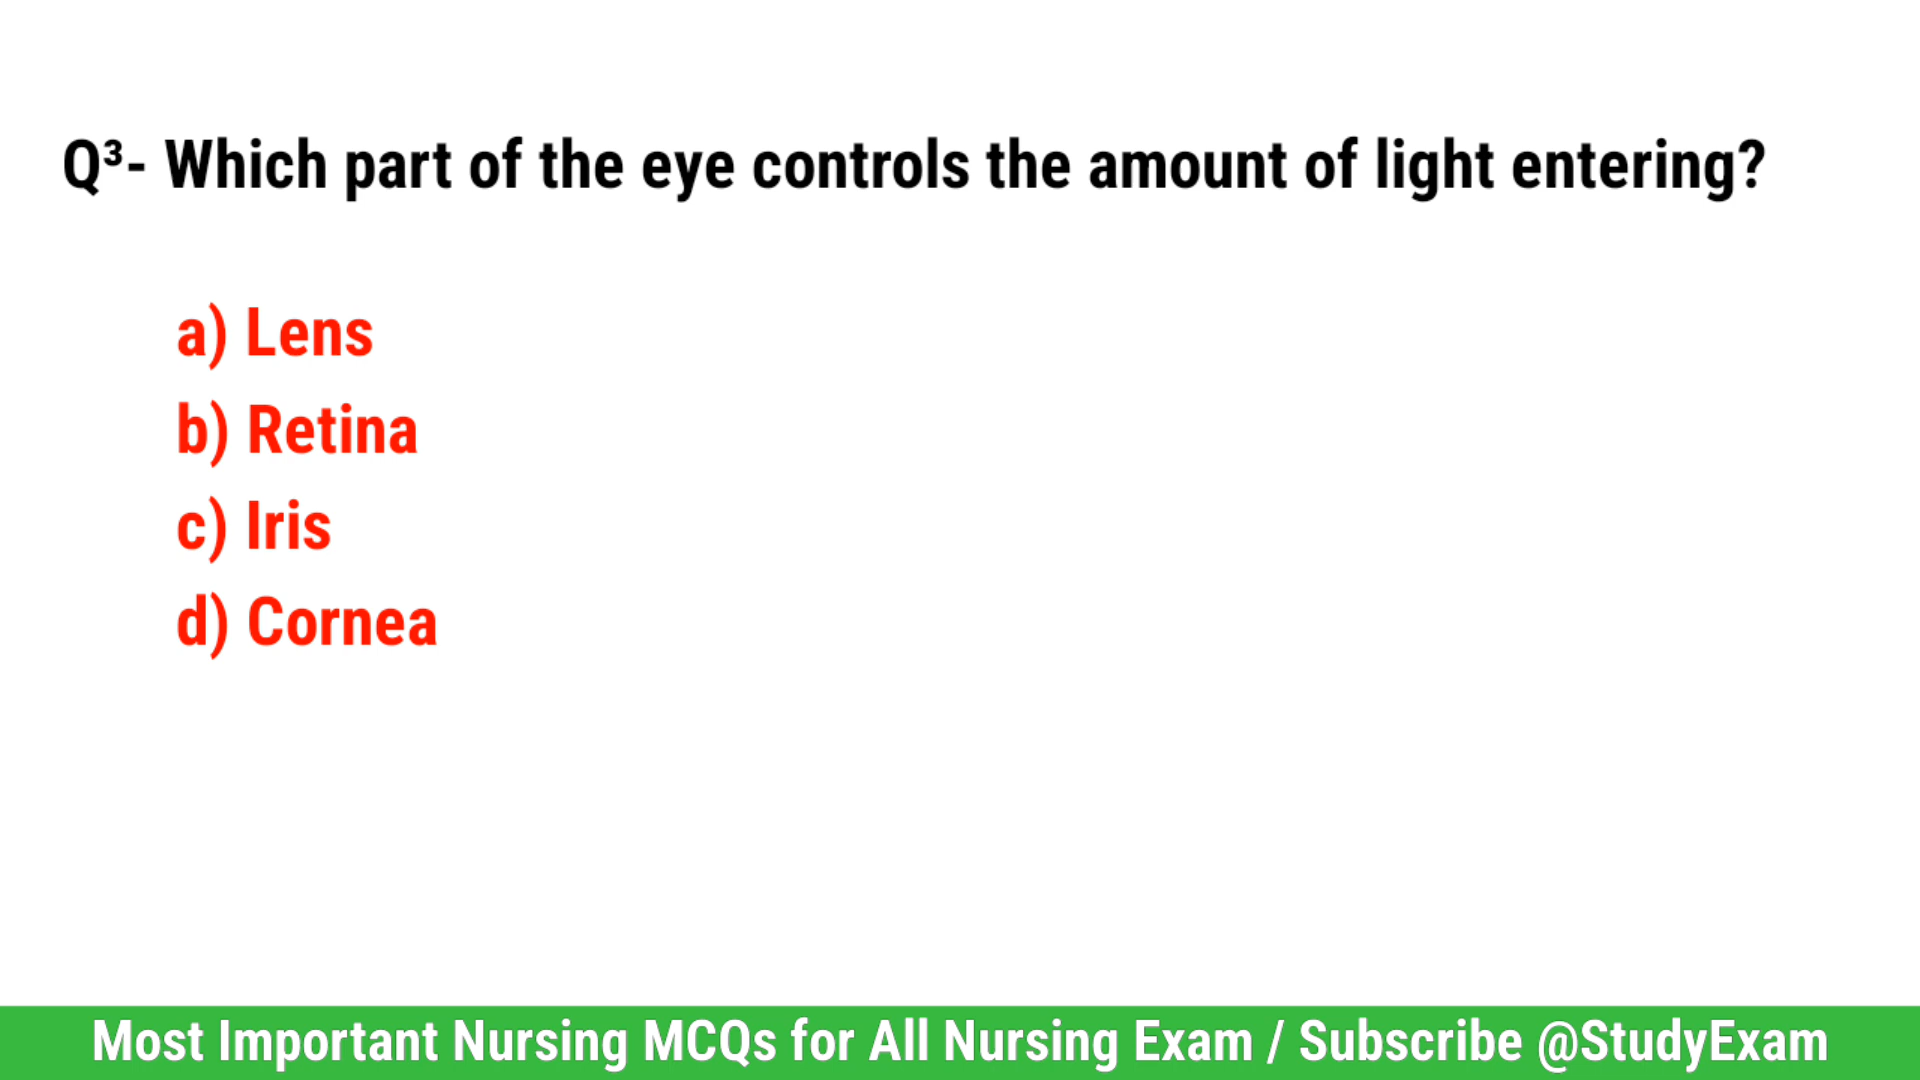 Q³- Which part of the eye controls the amount of light entering?
a) Lens
b) Retina
c) Iris
d) Cornea
Most Important Nursing MCQs for All Nursing Exam / Subscribe @StudyExam